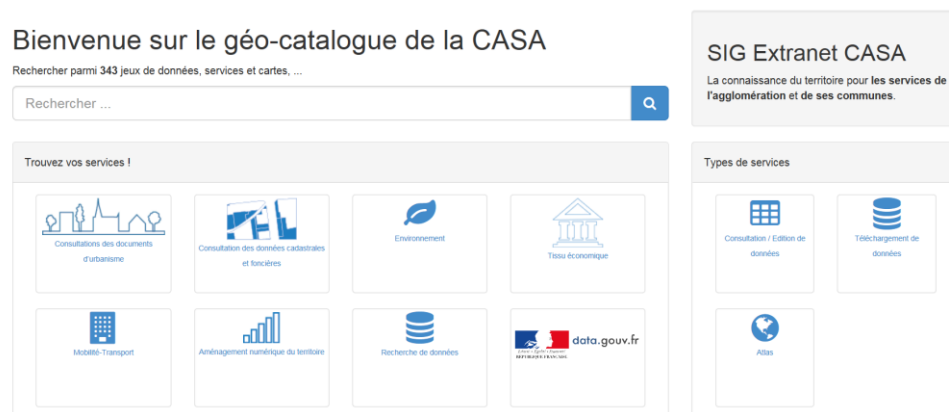 Bienvenue sur le géo-catalogue de la CASA
Rechercher parmi 343 jeux de données, services et cartes, ...
Rechercher ...
SIG Extranet CASA
La connaissance du territoire pour les services de
l'agglomération et de ses communes.
Trouvez vos services !
Consultations des documents
d'urbanisme
Consultation des données cadastrales
et foncières
Environnement
Tissu économique
Mobilité-Transport
Aménagement numérique du territoire
Recherche de données
Liberté • Égalité • Fraternité
RÉPUBLIQUE FRANÇAISE
data.gouv.fr
Types de services
Consultation / Edition de
données
Téléchargement de
données
Atlas